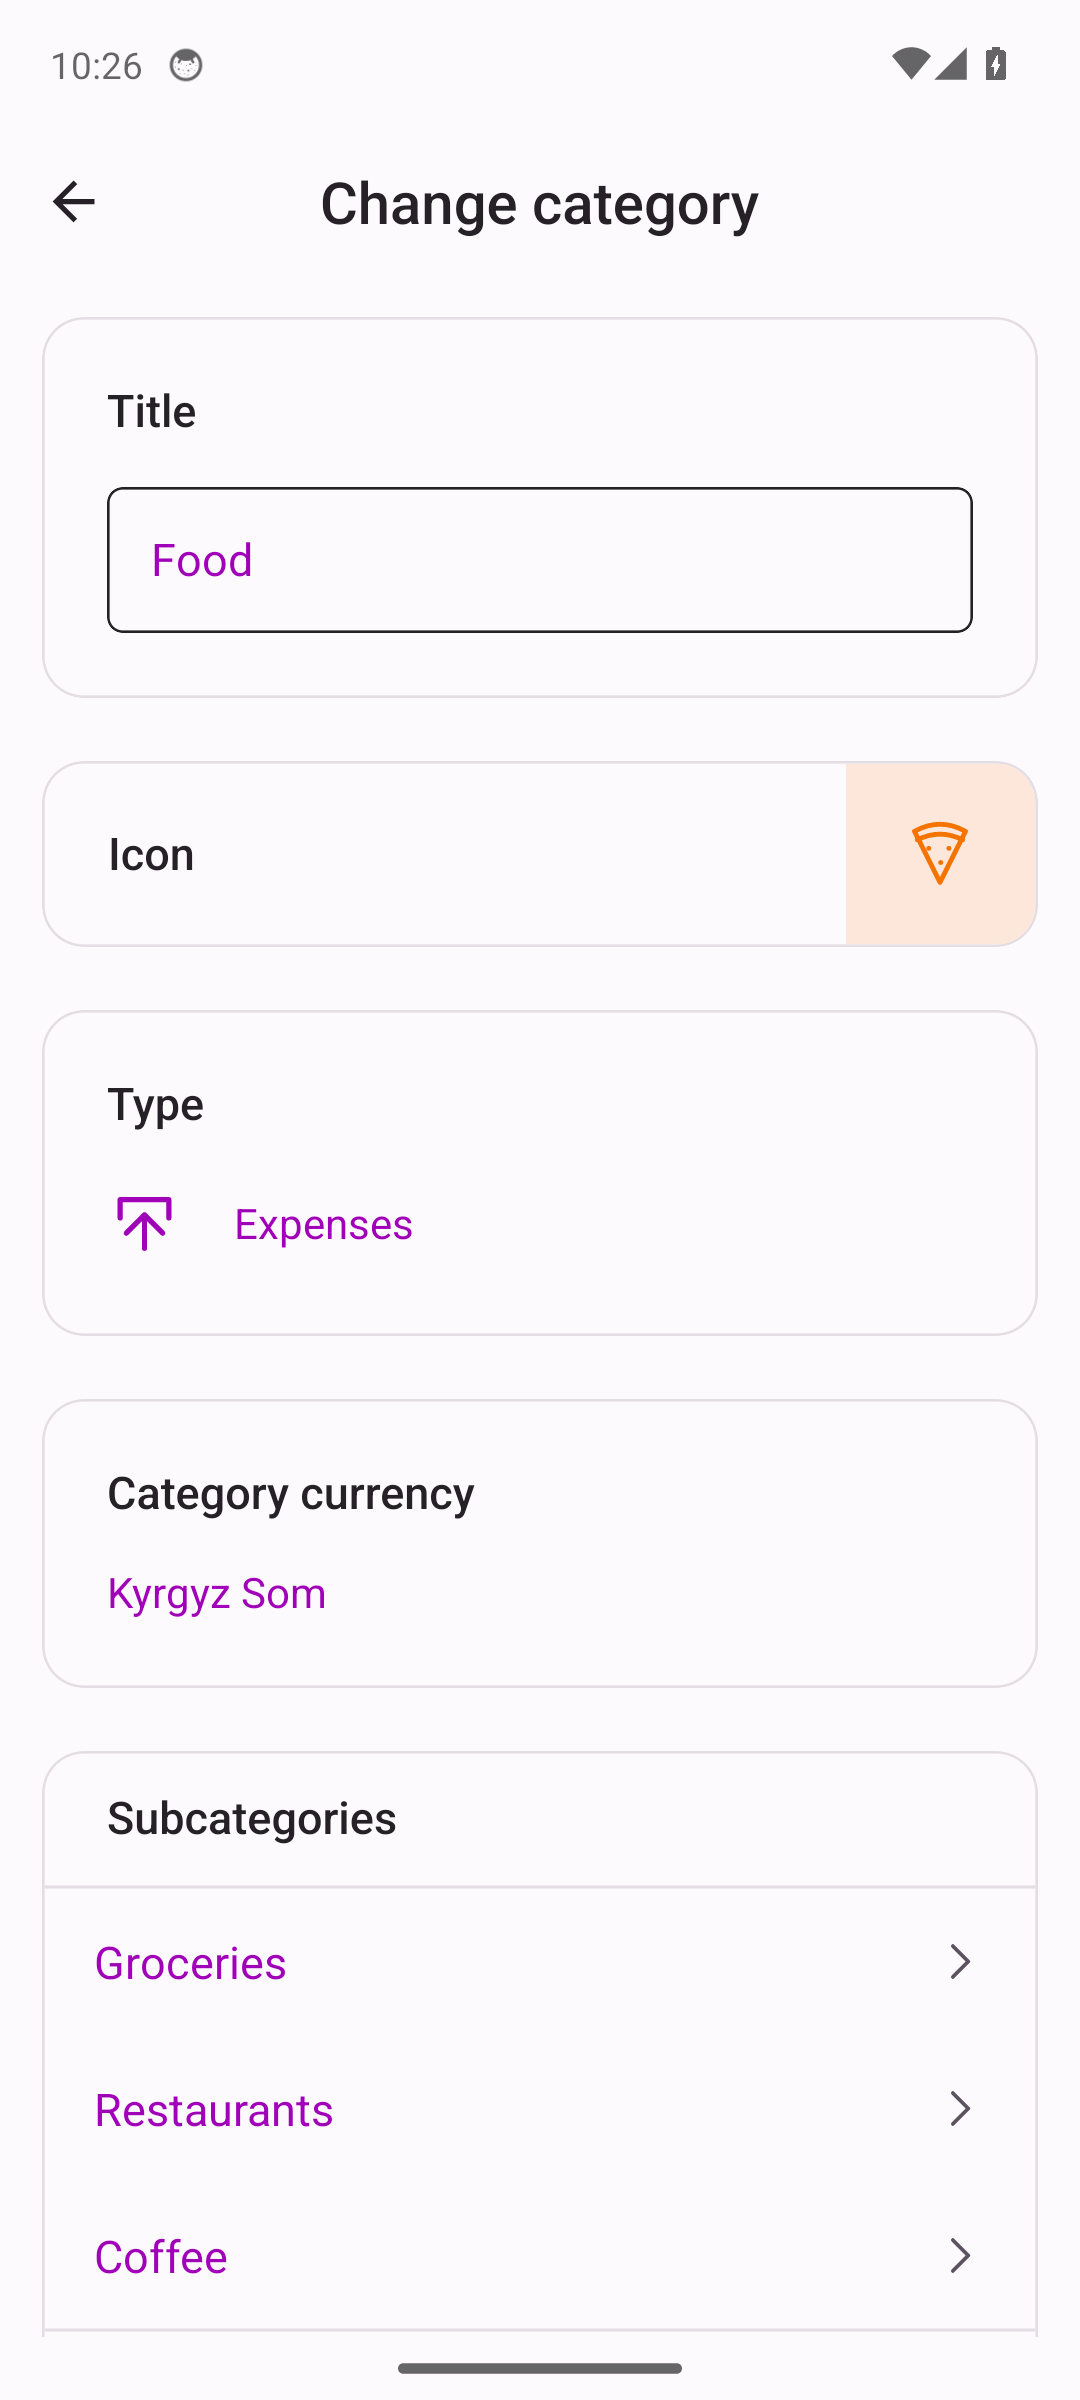 10:26
Change category
Title
Food
Icon
Type
Expenses
Category currency
Kyrgyz Som
Subcategories
Groceries
Restaurants
Coffee